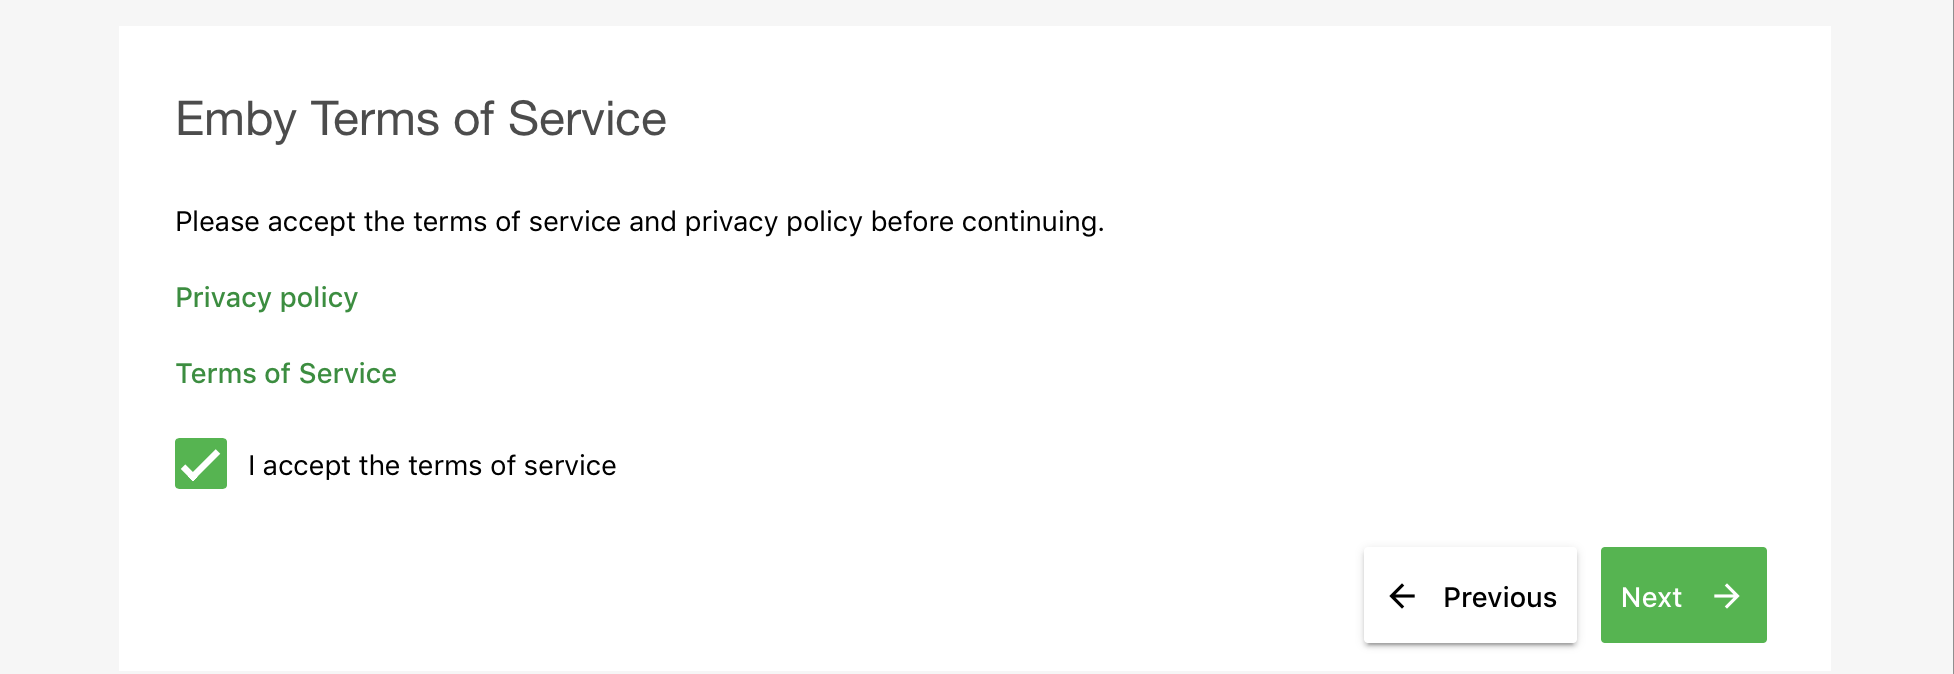 Emby Terms of Service
Please accept the terms of service and privacy policy before continuing.
Privacy policy
Terms of Service
I accept the terms of service
Previous
Next